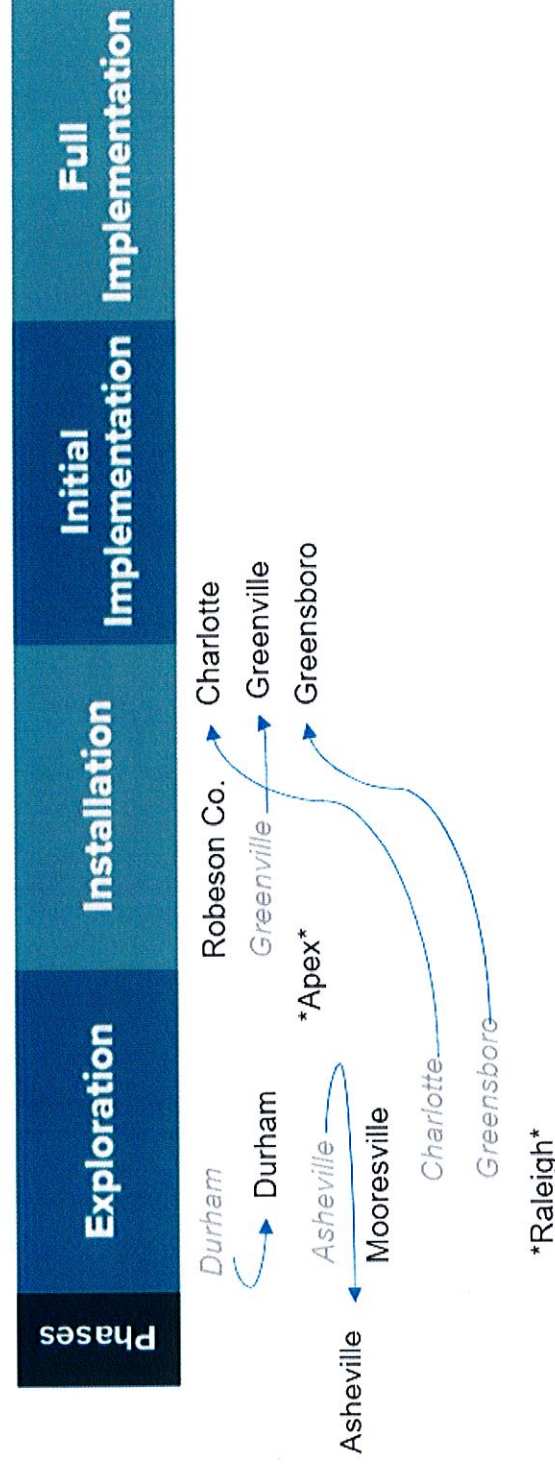 Phases
Exploration
Installation
Initial
Implementation
Full
Implementation
Durham
Durham
Asheville
Asheville
Mooresville
Charlotte
Greensboro
*Raleigh*
Robeson Co.
Greenville
*Apex*
Charlotte
Greenville
Greensboro